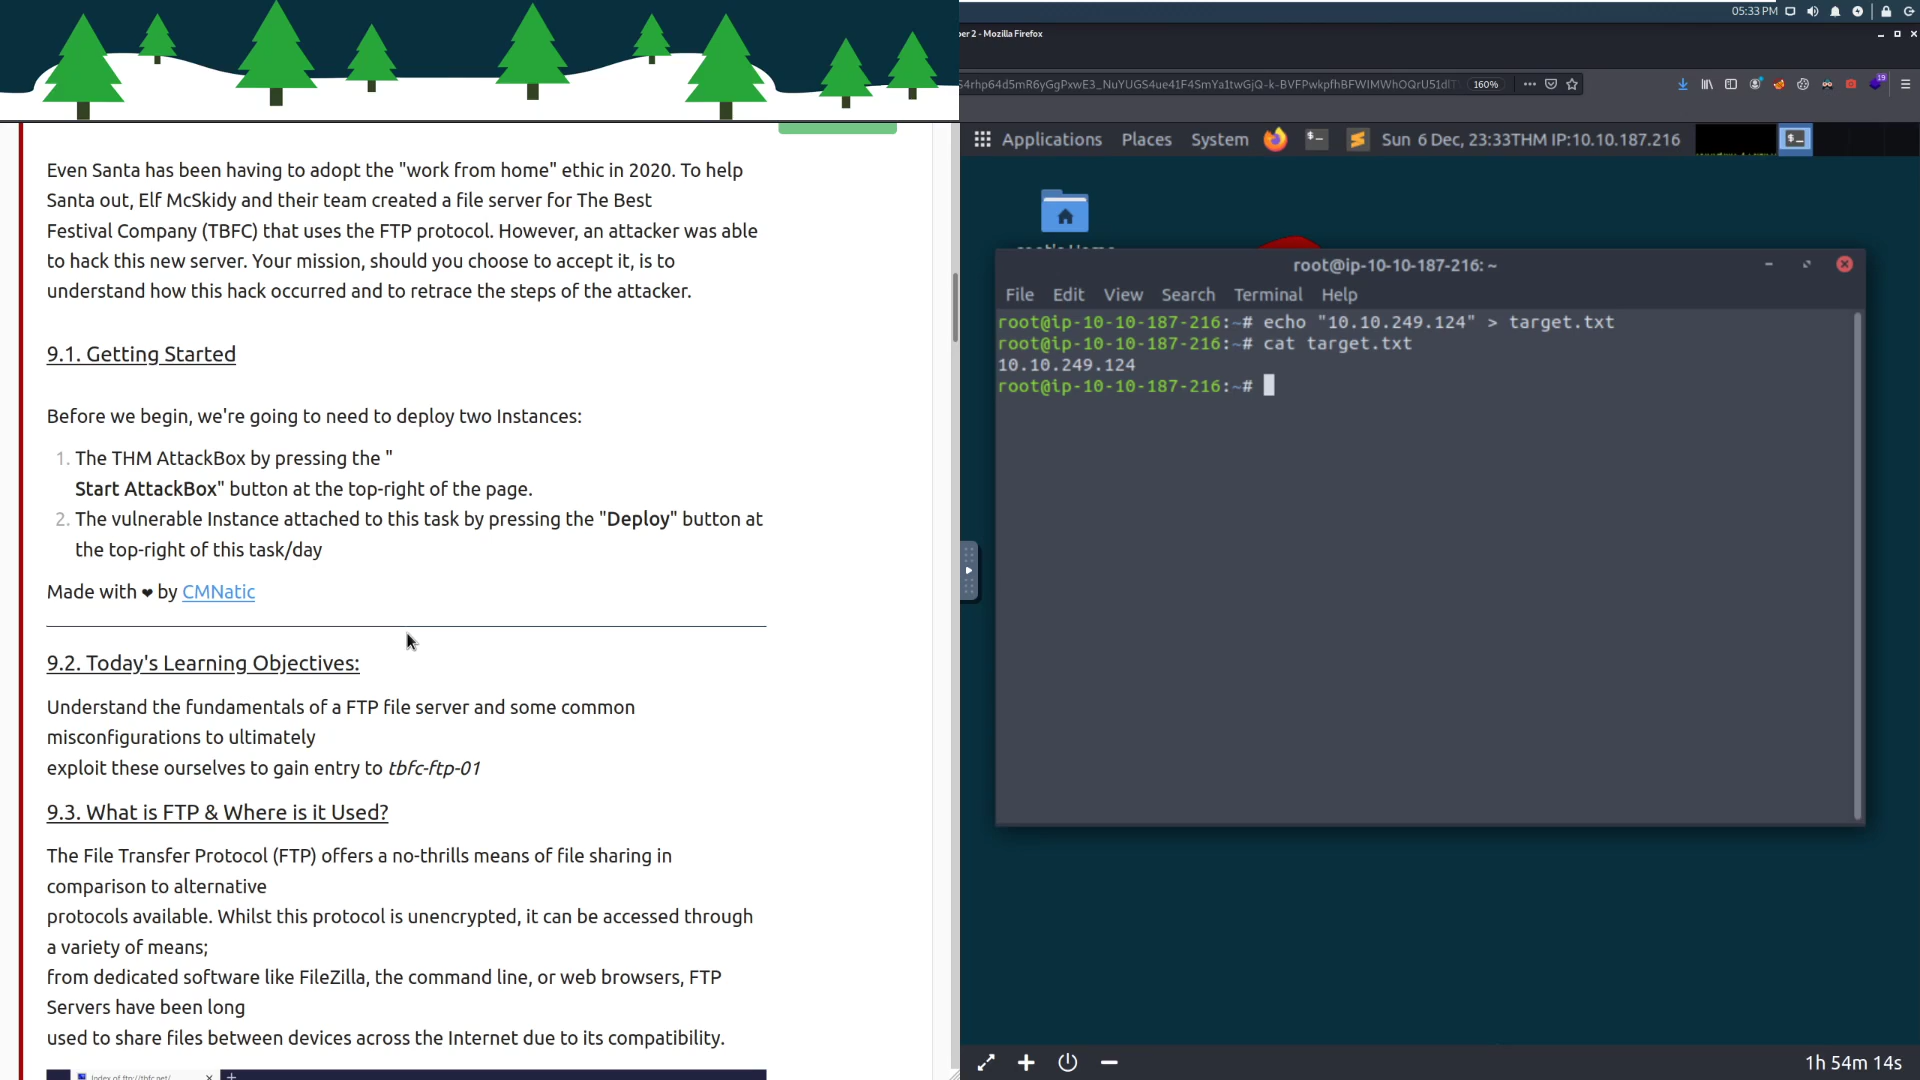 Even Santa has been having to adopt the "work from home" ethic in 2020. To help
Santa out, Elf McSkidy and their team created a file server for The Best
Festival Company (TBFC) that uses the FTP protocol. However, an attacker was able
to hack this new server. Your mission, should you choose to accept it, is to
understand how this hack occurred and to retrace the steps of the attacker.
9.1. Getting Started
Before we begin, we're going to need to deploy two Instances:
1. The THM AttackBox by pressing the "
Start AttackBox" button at the top-right of the page.
2. The vulnerable Instance attached to this task by pressing the "Deploy" button at
the top-right of this task/day
Made with ❤ by CMNatic
9.2. Today's Learning Objectives:
Understand the fundamentals of a FTP file server and some common
misconfigurations to ultimately
exploit these ourselves to gain entry to tbfc-ftp-01
9.3. What is FTP & Where is it Used?
The File Transfer Protocol (FTP) offers a no-thrills means of file sharing in
comparison to alternative
protocols available. Whilst this protocol is unencrypted, it can be accessed through
a variety of means;
from dedicated software like FileZilla, the command line, or web browsers, FTP
Servers have been long
used to share files between devices across the Internet due to its compatibility.
Index of ftp://tbfc.net/
05:33 PM
per 2 - Mozilla Firefox
160%
19
Applications Places System Sun 6 Dec, 23:33 THM IP:10.10.187.216
root@ip-10-10-187-216: ~
File Edit View Search Terminal Help
root@ip-10-10-187-216:~# echo "10.10.249.124" > target.txt
root@ip-10-10-187-216:~# cat target.txt
10.10.249.124
root@ip-10-10-187-216:~#
1h 54m 14s